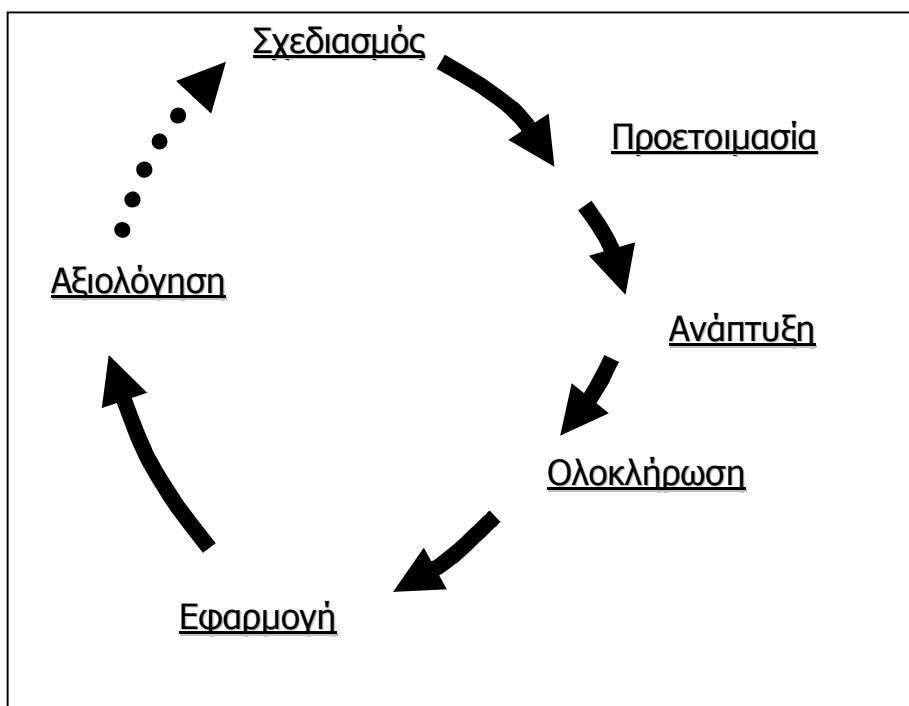 Σχεδιασμός
Προετοιμασία
Ανάπτυξη
Ολοκλήρωση
Εφαρμογή
Αξιολόγηση